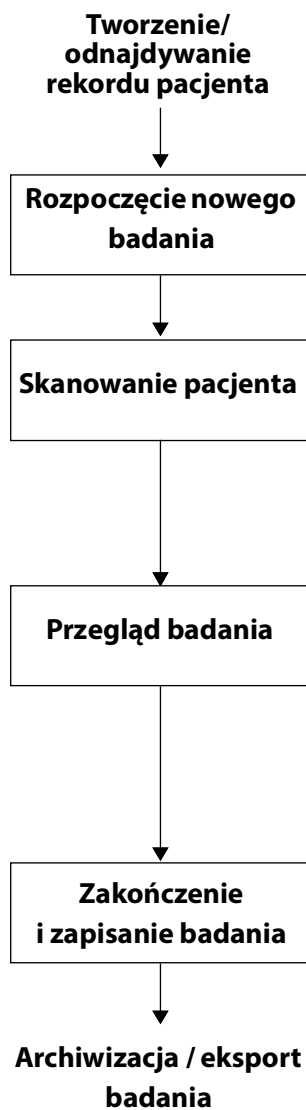 Tworzenie/
odnajdywanie
rekordu pacjenta
Rozpoczęcie nowego
badania
Skanowanie pacjenta
Przegląd badania
Zakończenie
i zapisanie badania
Archiwizacja / eksport
badania